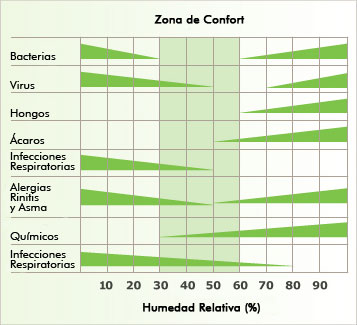 Zona de Confort
Bacterias
Virus
Hongos
Ácaros
Infecciones
Respiratorias
Alergias
Rinitis
y Asma
Químicos
Infecciones
Respiratorias
10 20 30 40 50 60 70 80 90
Humedad Relativa (%)